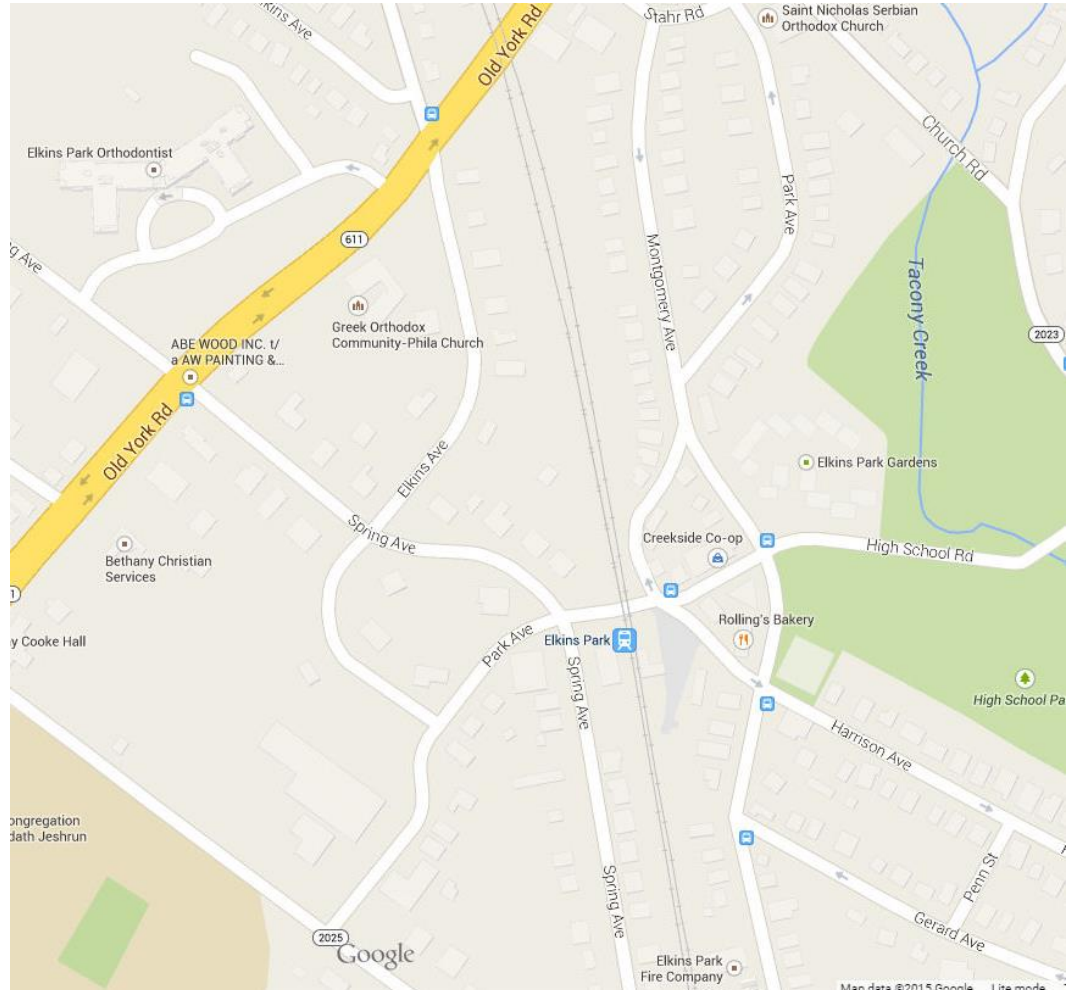 Elkins Ave
Old York Rd
Stahr Rd
Saint Nicholas Serbian
Orthodox Church
Church Rd
Elkins Park Orthodontist
Park Ave
611
Montgomery Ave
ng Ave
Tacony Creek
Greek Orthodox
Community-Phila Church
2023
ABE WOOD INC. t/
a AW PAINTING &...
Old York Rd
Elkins Ave
Elkins Park Gardens
Spring Ave
Creekside Co-op
High School Rd
Bethany Christian
Services
1
y Cooke Hall
Park Ave
Elkins Park
Rolling's Bakery
Spring Ave
High School Pa
Harrison Ave
ongregation
dath Jeshrun
Penn St
Spring Ave
Gerard Ave
2025
Google
Elkins Park
Fire Company
Map data ©2015 Google Lite mode